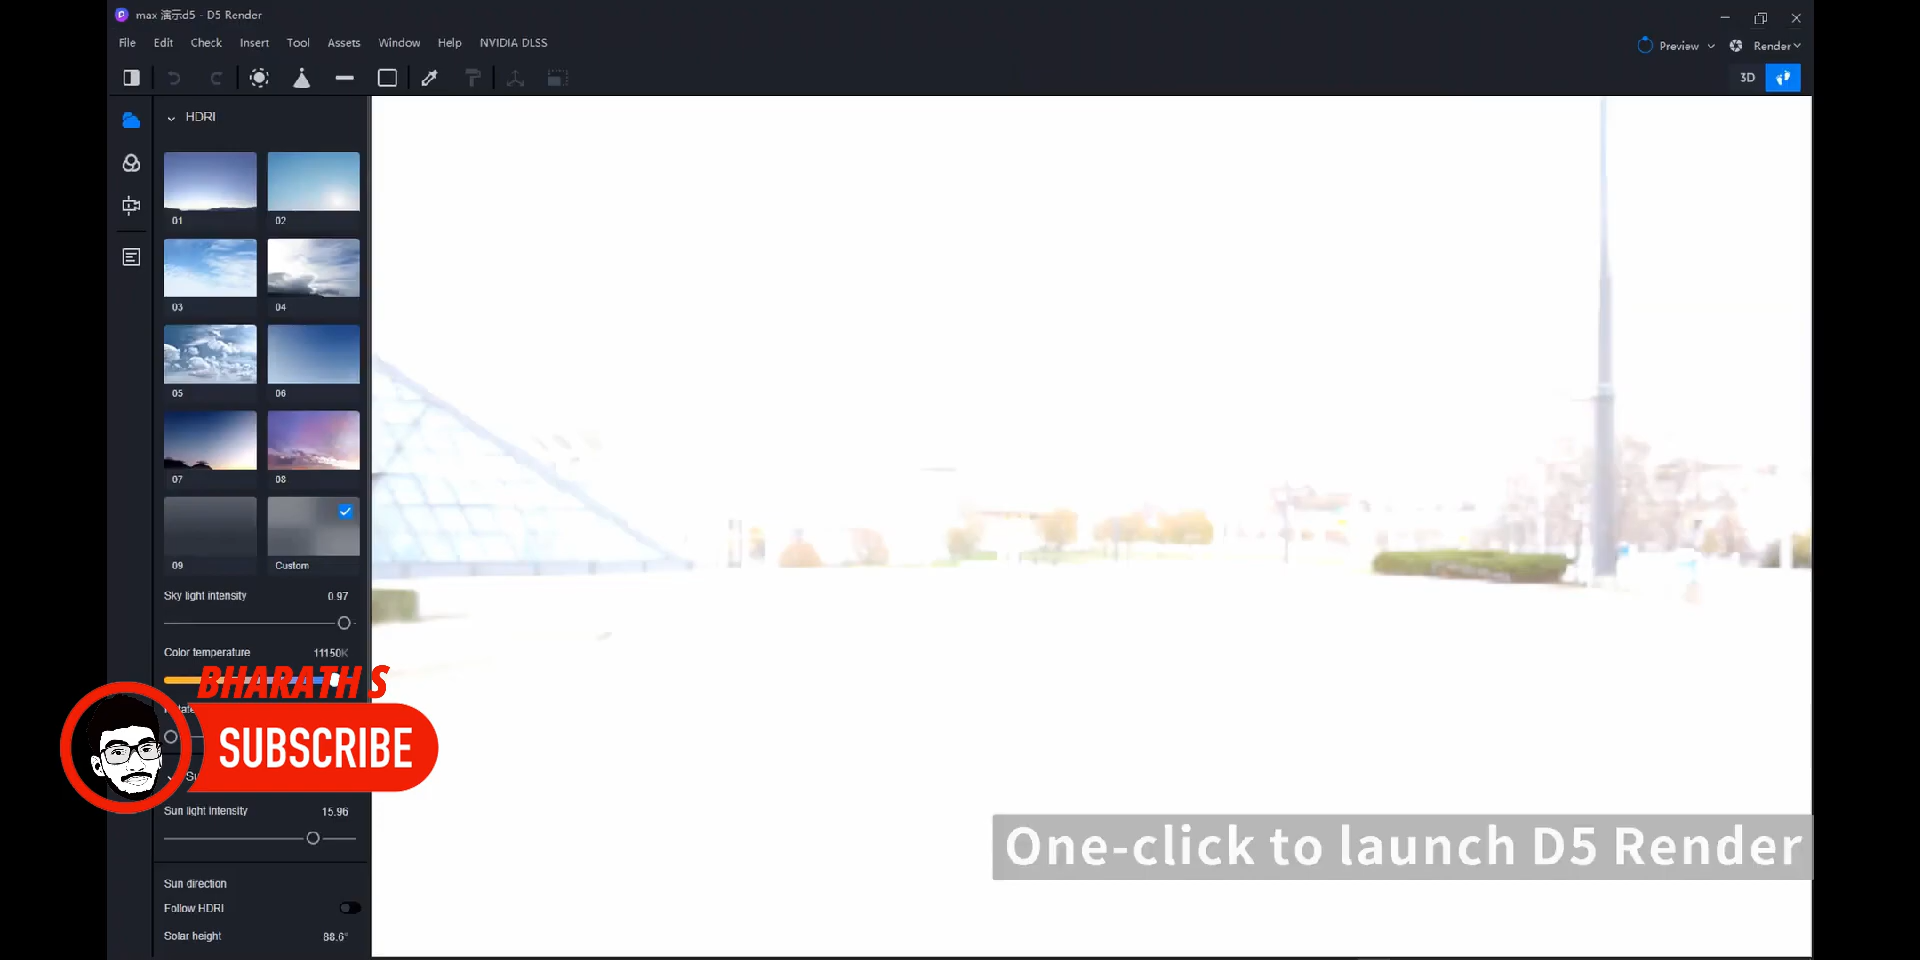 max 演示d5 - D5 Render
File Edit Check Insert Tool Assets Window Help NVIDIA DLSS
Preview Render
3D
HDRI
01 02
03 04
05 06
07 08
09 Custom
Sky light intensity 0.97
Color temperature 11150K
BHARATH S
SUBSCRIBE
Sun light intensity 15.96
One-click to launch D5 Render
Sun direction
Follow HDRI
Solar height 88.6°